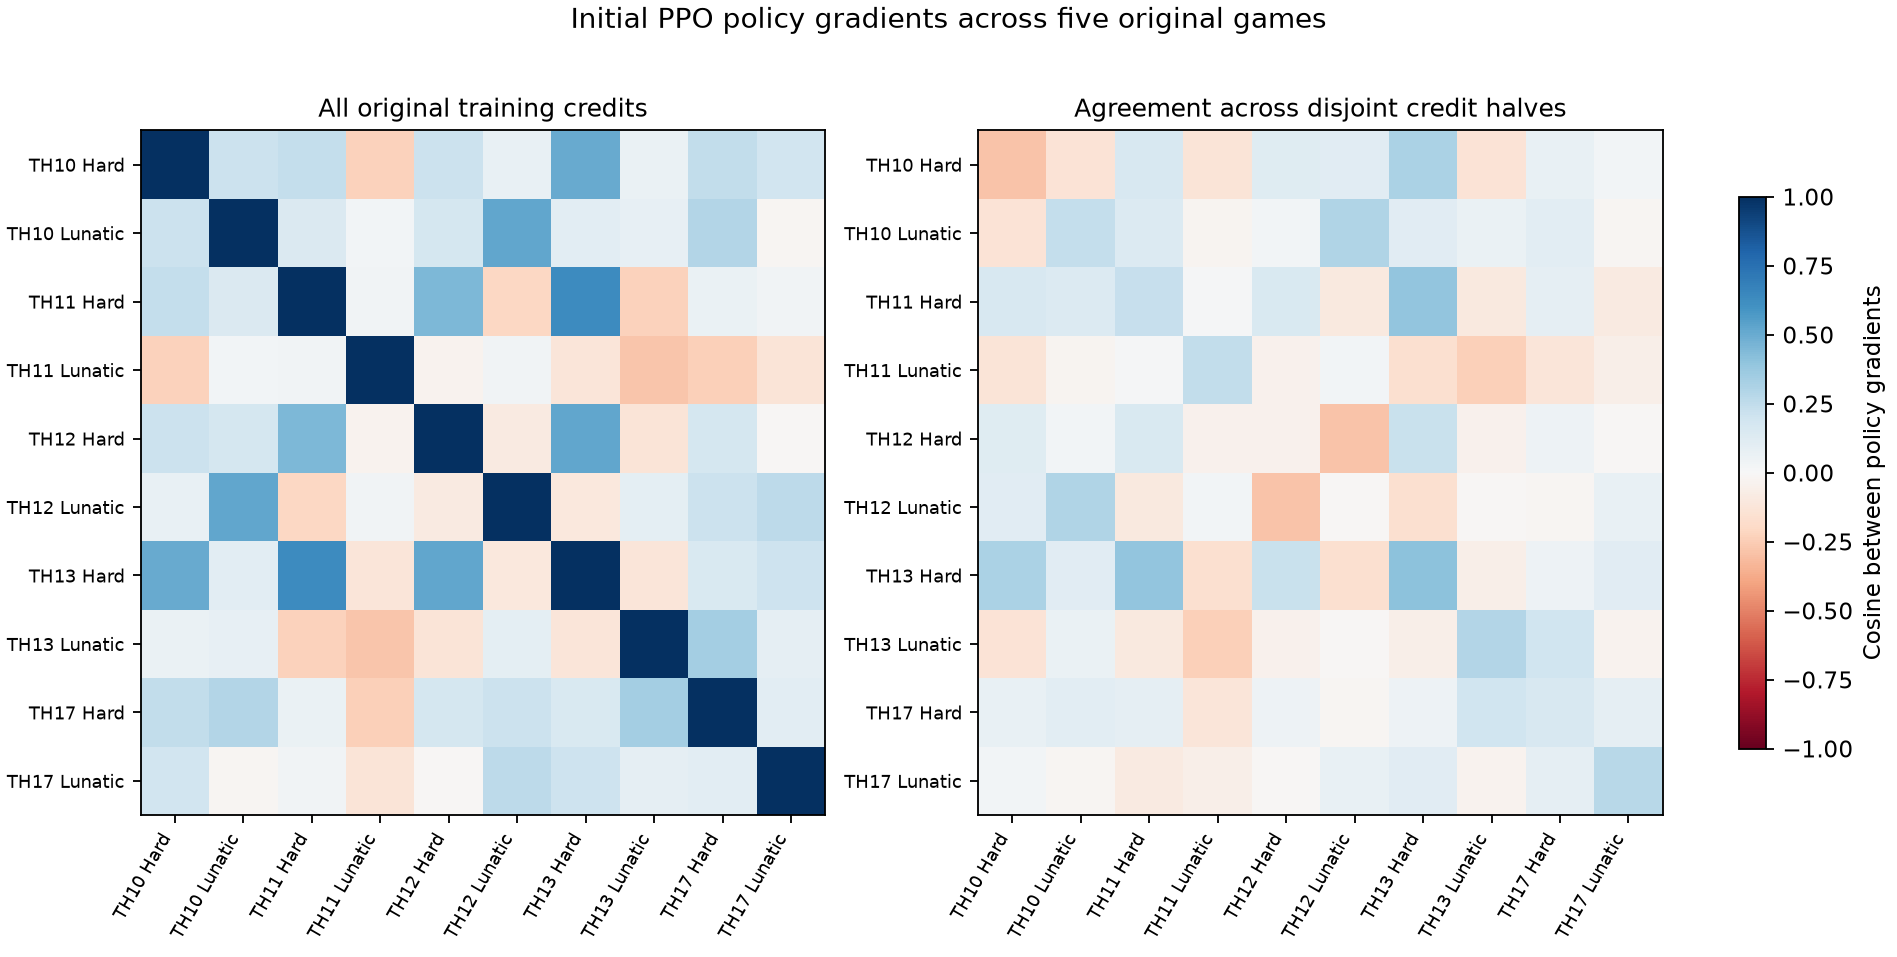 Initial PPO policy gradients across five original games
All original training credits
TH10 Hard
TH10 Lunatic
TH11 Hard
TH11 Lunatic
TH12 Hard
TH12 Lunatic
TH13 Hard
TH13 Lunatic
TH17 Hard
TH17 Lunatic
TH10 Hard
TH10 Lunatic
TH11 Hard
TH11 Lunatic
TH12 Hard
TH12 Lunatic
TH13 Hard
TH13 Lunatic
TH17 Hard
TH17 Lunatic
Agreement across disjoint credit halves
TH10 Hard
TH10 Lunatic
TH11 Hard
TH11 Lunatic
TH12 Hard
TH12 Lunatic
TH13 Hard
TH13 Lunatic
TH17 Hard
TH17 Lunatic
TH10 Hard
TH10 Lunatic
TH11 Hard
TH11 Lunatic
TH12 Hard
TH12 Lunatic
TH13 Hard
TH13 Lunatic
TH17 Hard
TH17 Lunatic
1.00
0.75
0.50
0.25
0.00
−0.25
−0.50
−0.75
−1.00
Cosine between policy gradients